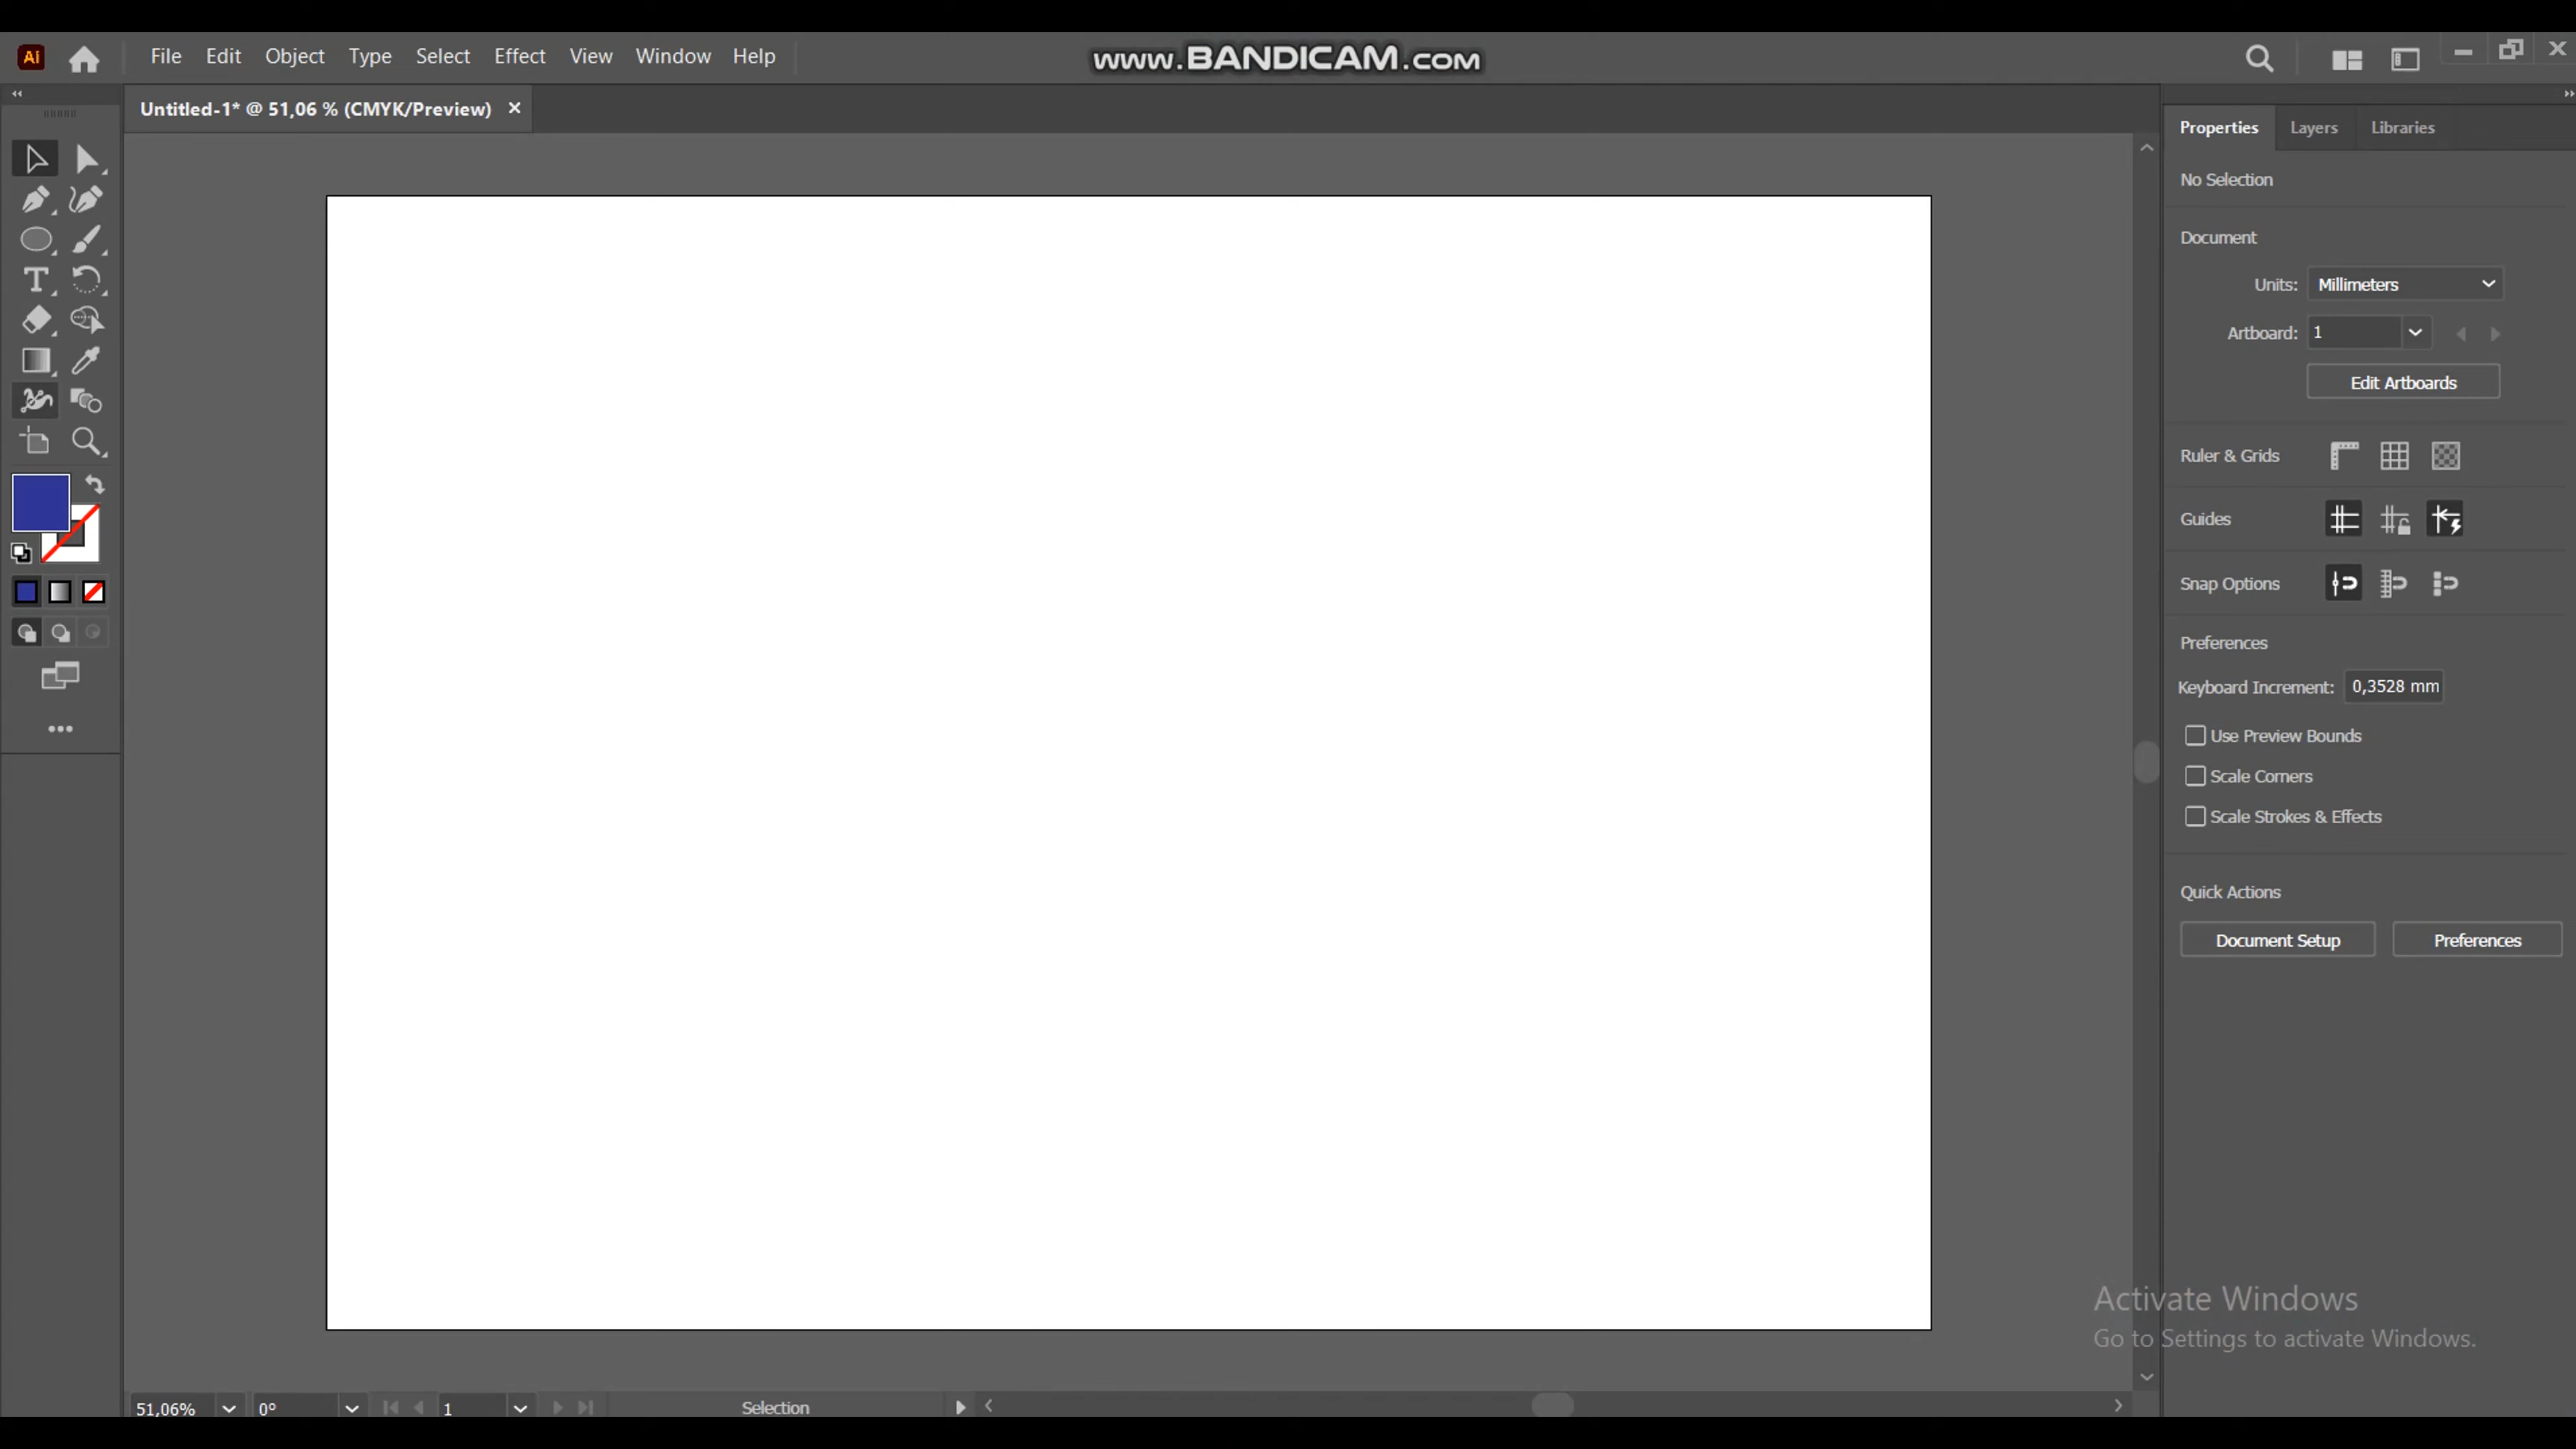 www.BANDICAM.com
Ai File Edit Object Type Select Effect View Window Help
Untitled-1* @ 51,06 % (CMYK/Preview) ×
Properties Layers Libraries
No Selection
Document
Units: Millimeters
Artboard: 1
Edit Artboards
Ruler & Grids
Guides
Snap Options
Preferences
Keyboard Increment: 0,3528 mm
Use Preview Bounds
Scale Corners
Scale Strokes & Effects
Quick Actions
Document Setup Preferences
Activate Windows
Go to Settings to activate Windows.
51,06% 0° 1 Selection